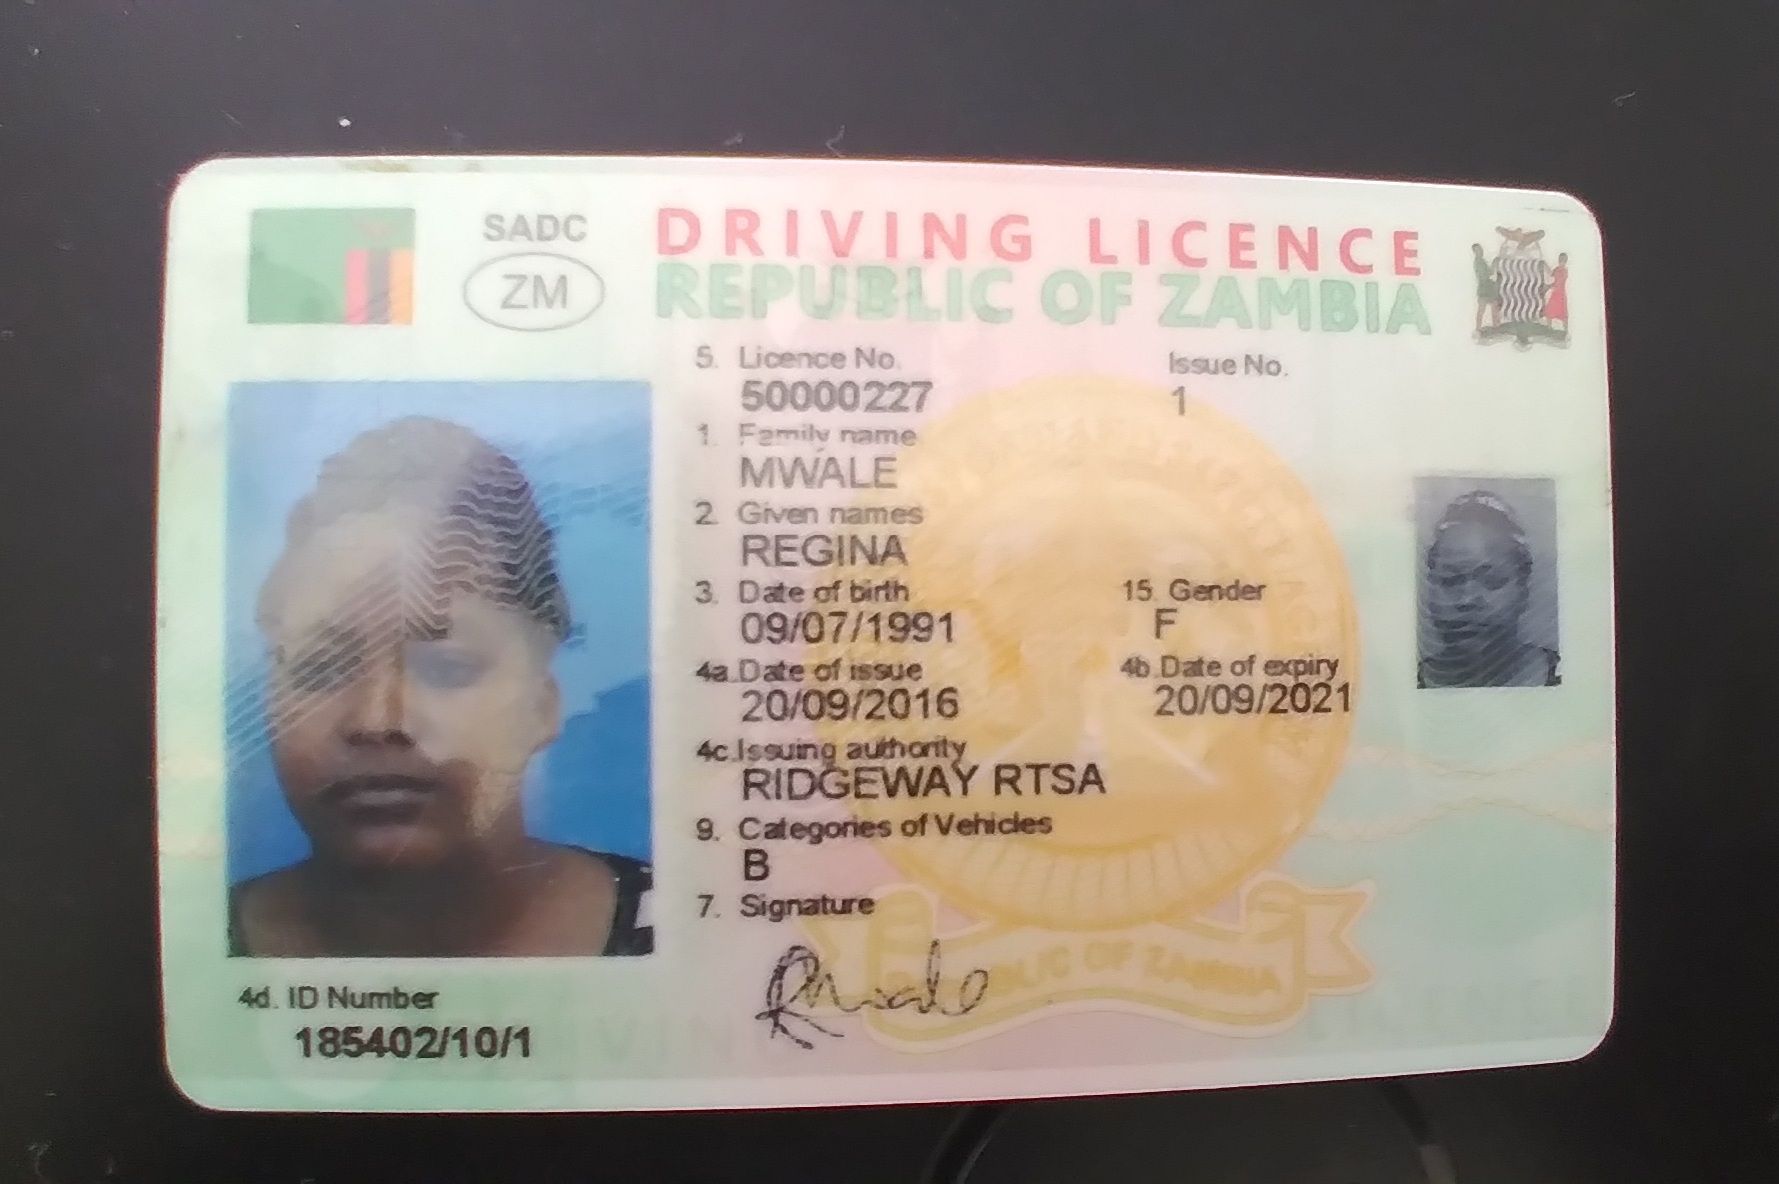 SADC
ZM
DRIVING LICENCE
REPUBLIC OF ZAMBIA
5. Licence No.
50000227
Issue No.
1
1. Family name
MWALE
2. Given names
REGINA
3. Date of birth
09/07/1991
15. Gender
F
4a. Date of issue
20/09/2016
4b. Date of expiry
20/09/2021
4c. Issuing authority
RIDGEWAY RTSA
9. Categories of Vehicles
B
7. Signature
RMwale
REPUBLIC OF ZAMBIA
4d. ID Number
185402/10/1